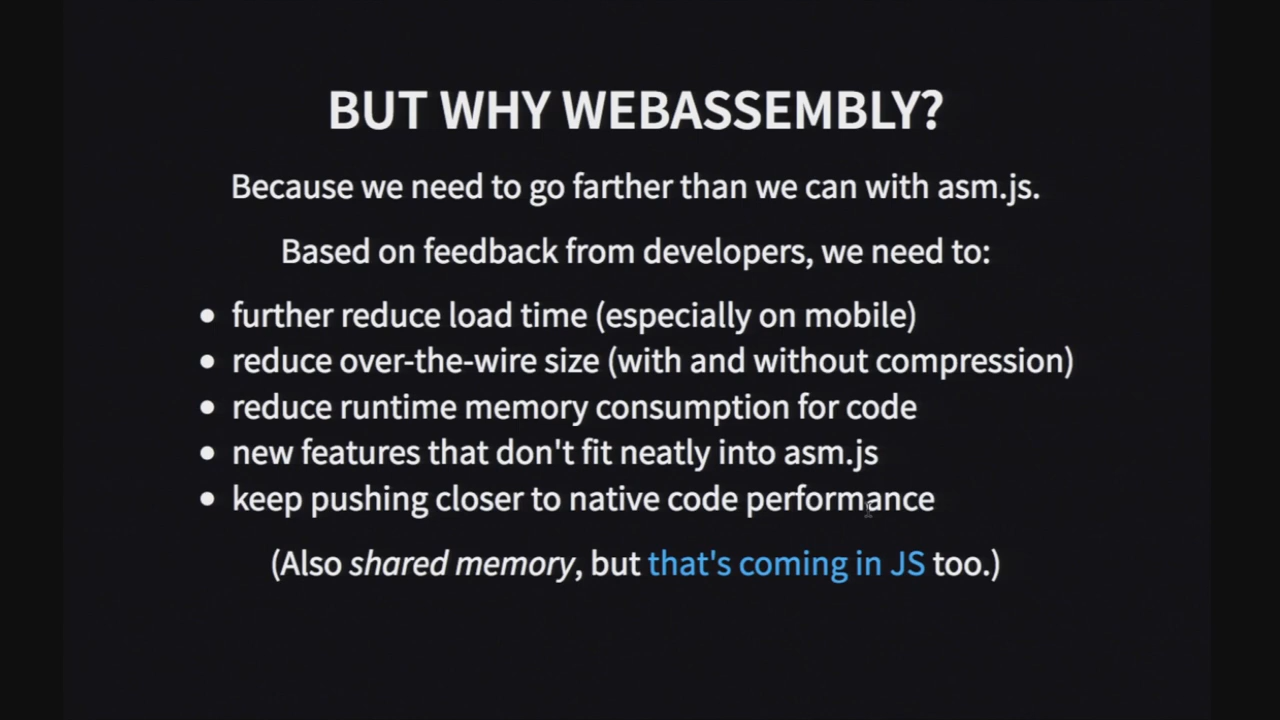 BUT WHY WEBASSEMBLY?
Because we need to go farther than we can with asm.js.
Based on feedback from developers, we need to:
• further reduce load time (especially on mobile)
• reduce over-the-wire size (with and without compression)
• reduce runtime memory consumption for code
• new features that don't fit neatly into asm.js
• keep pushing closer to native code performance
(Also shared memory, but that's coming in JS too.)